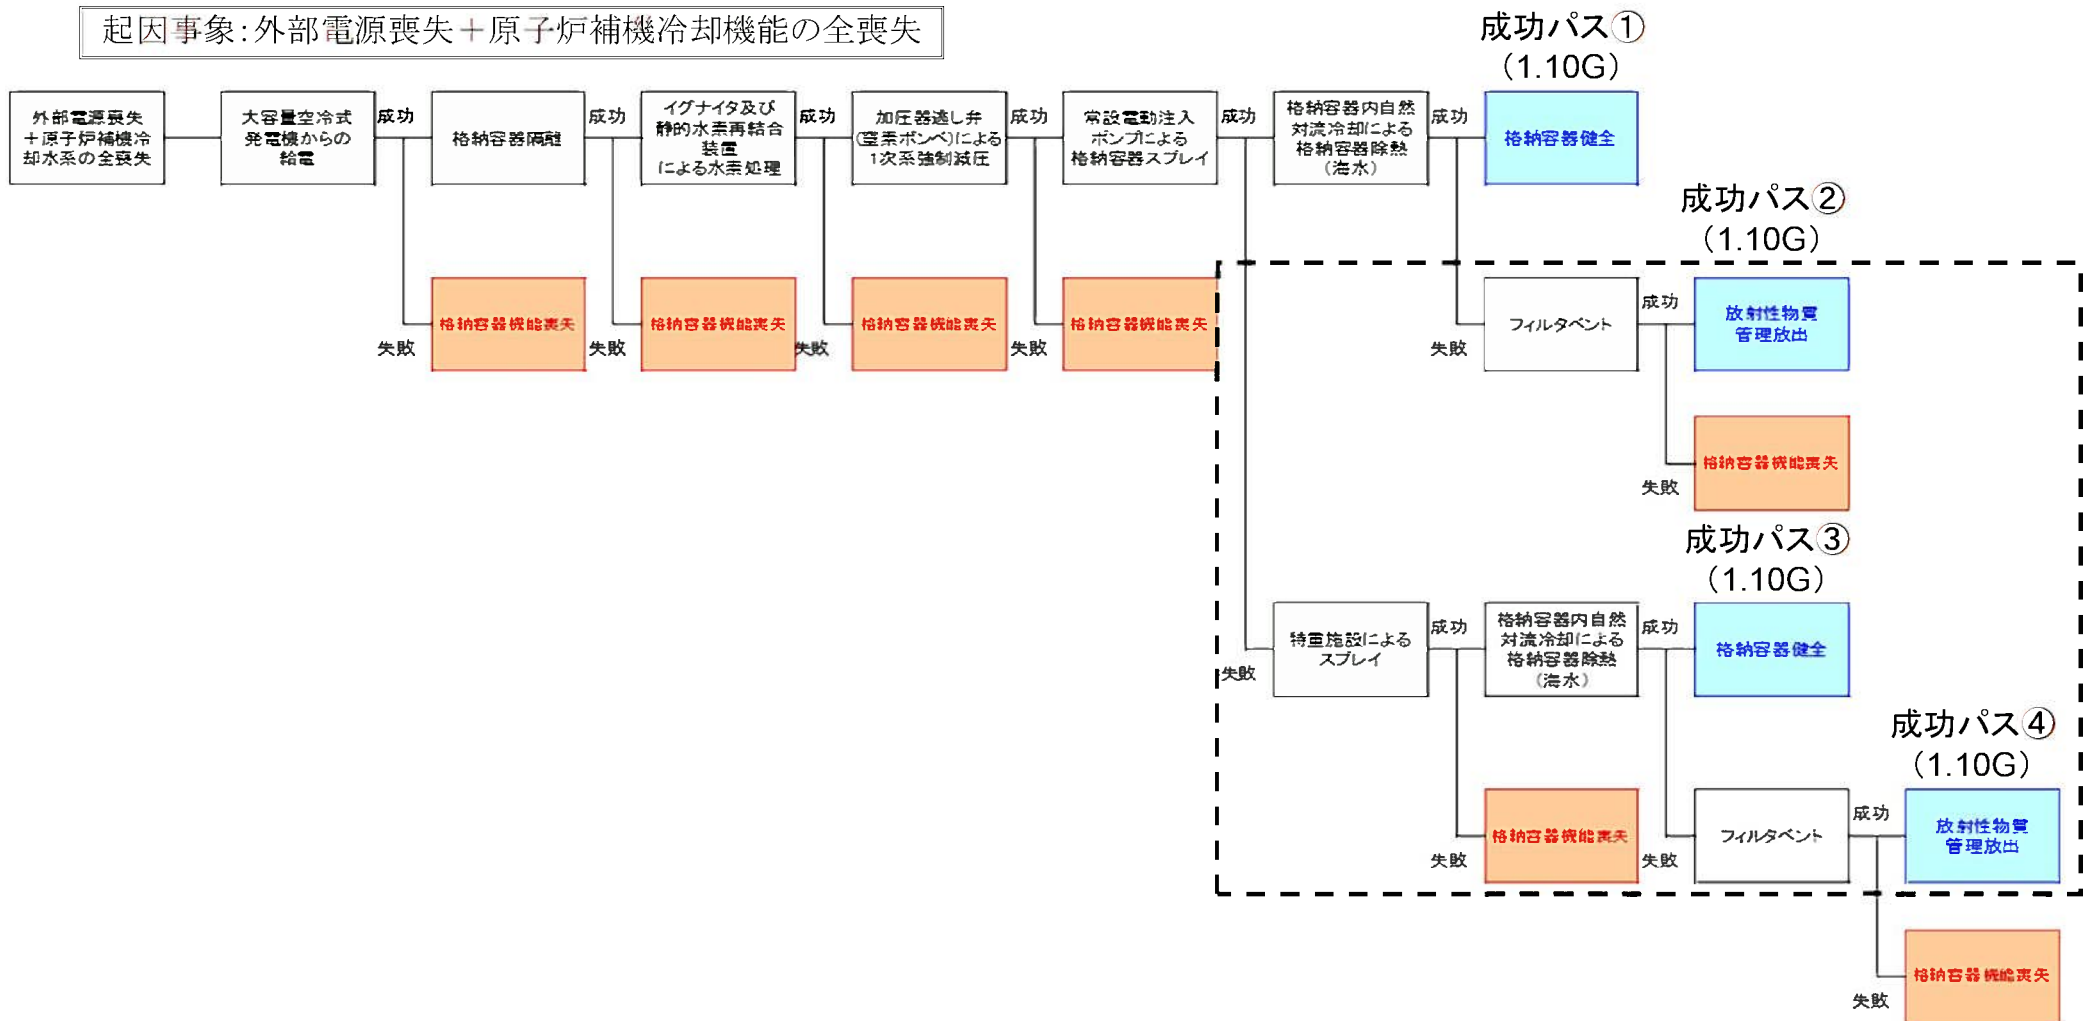 起因事象:外部電源喪失+原子炉補機冷却機能の全喪失
成功パス①
(1.10G)
外部電源喪失
+原子炉補機冷
却水系の全喪失
大容量空冷式
発電機からの
給電
成功
格納容器隔離
成功
イグナイタ及び
静的水素再結合
装置
による水素処理
成功
加圧器逃し弁
(窒素ボンベ)による
1次系強制減圧
成功
常設電動注入
ポンプによる
格納容器スプレイ
成功
格納容器内自然
対流冷却による
格納容器除熱
(海水)
成功
格納容器健全
成功パス②
(1.10G)
失敗
格納容器機能喪失
失敗
格納容器機能喪失
失敗
格納容器機能喪失
失敗
格納容器機能喪失
失敗
フィルタベント
成功
放射性物質
管理放出
失敗
格納容器機能喪失
成功パス③
(1.10G)
失敗
特重施設による
スプレイ
成功
格納容器内自然
対流冷却による
格納容器除熱
(海水)
成功
格納容器健全
成功パス④
(1.10G)
失敗
格納容器機能喪失
失敗
フィルタベント
成功
放射性物質
管理放出
失敗
格納容器機能喪失